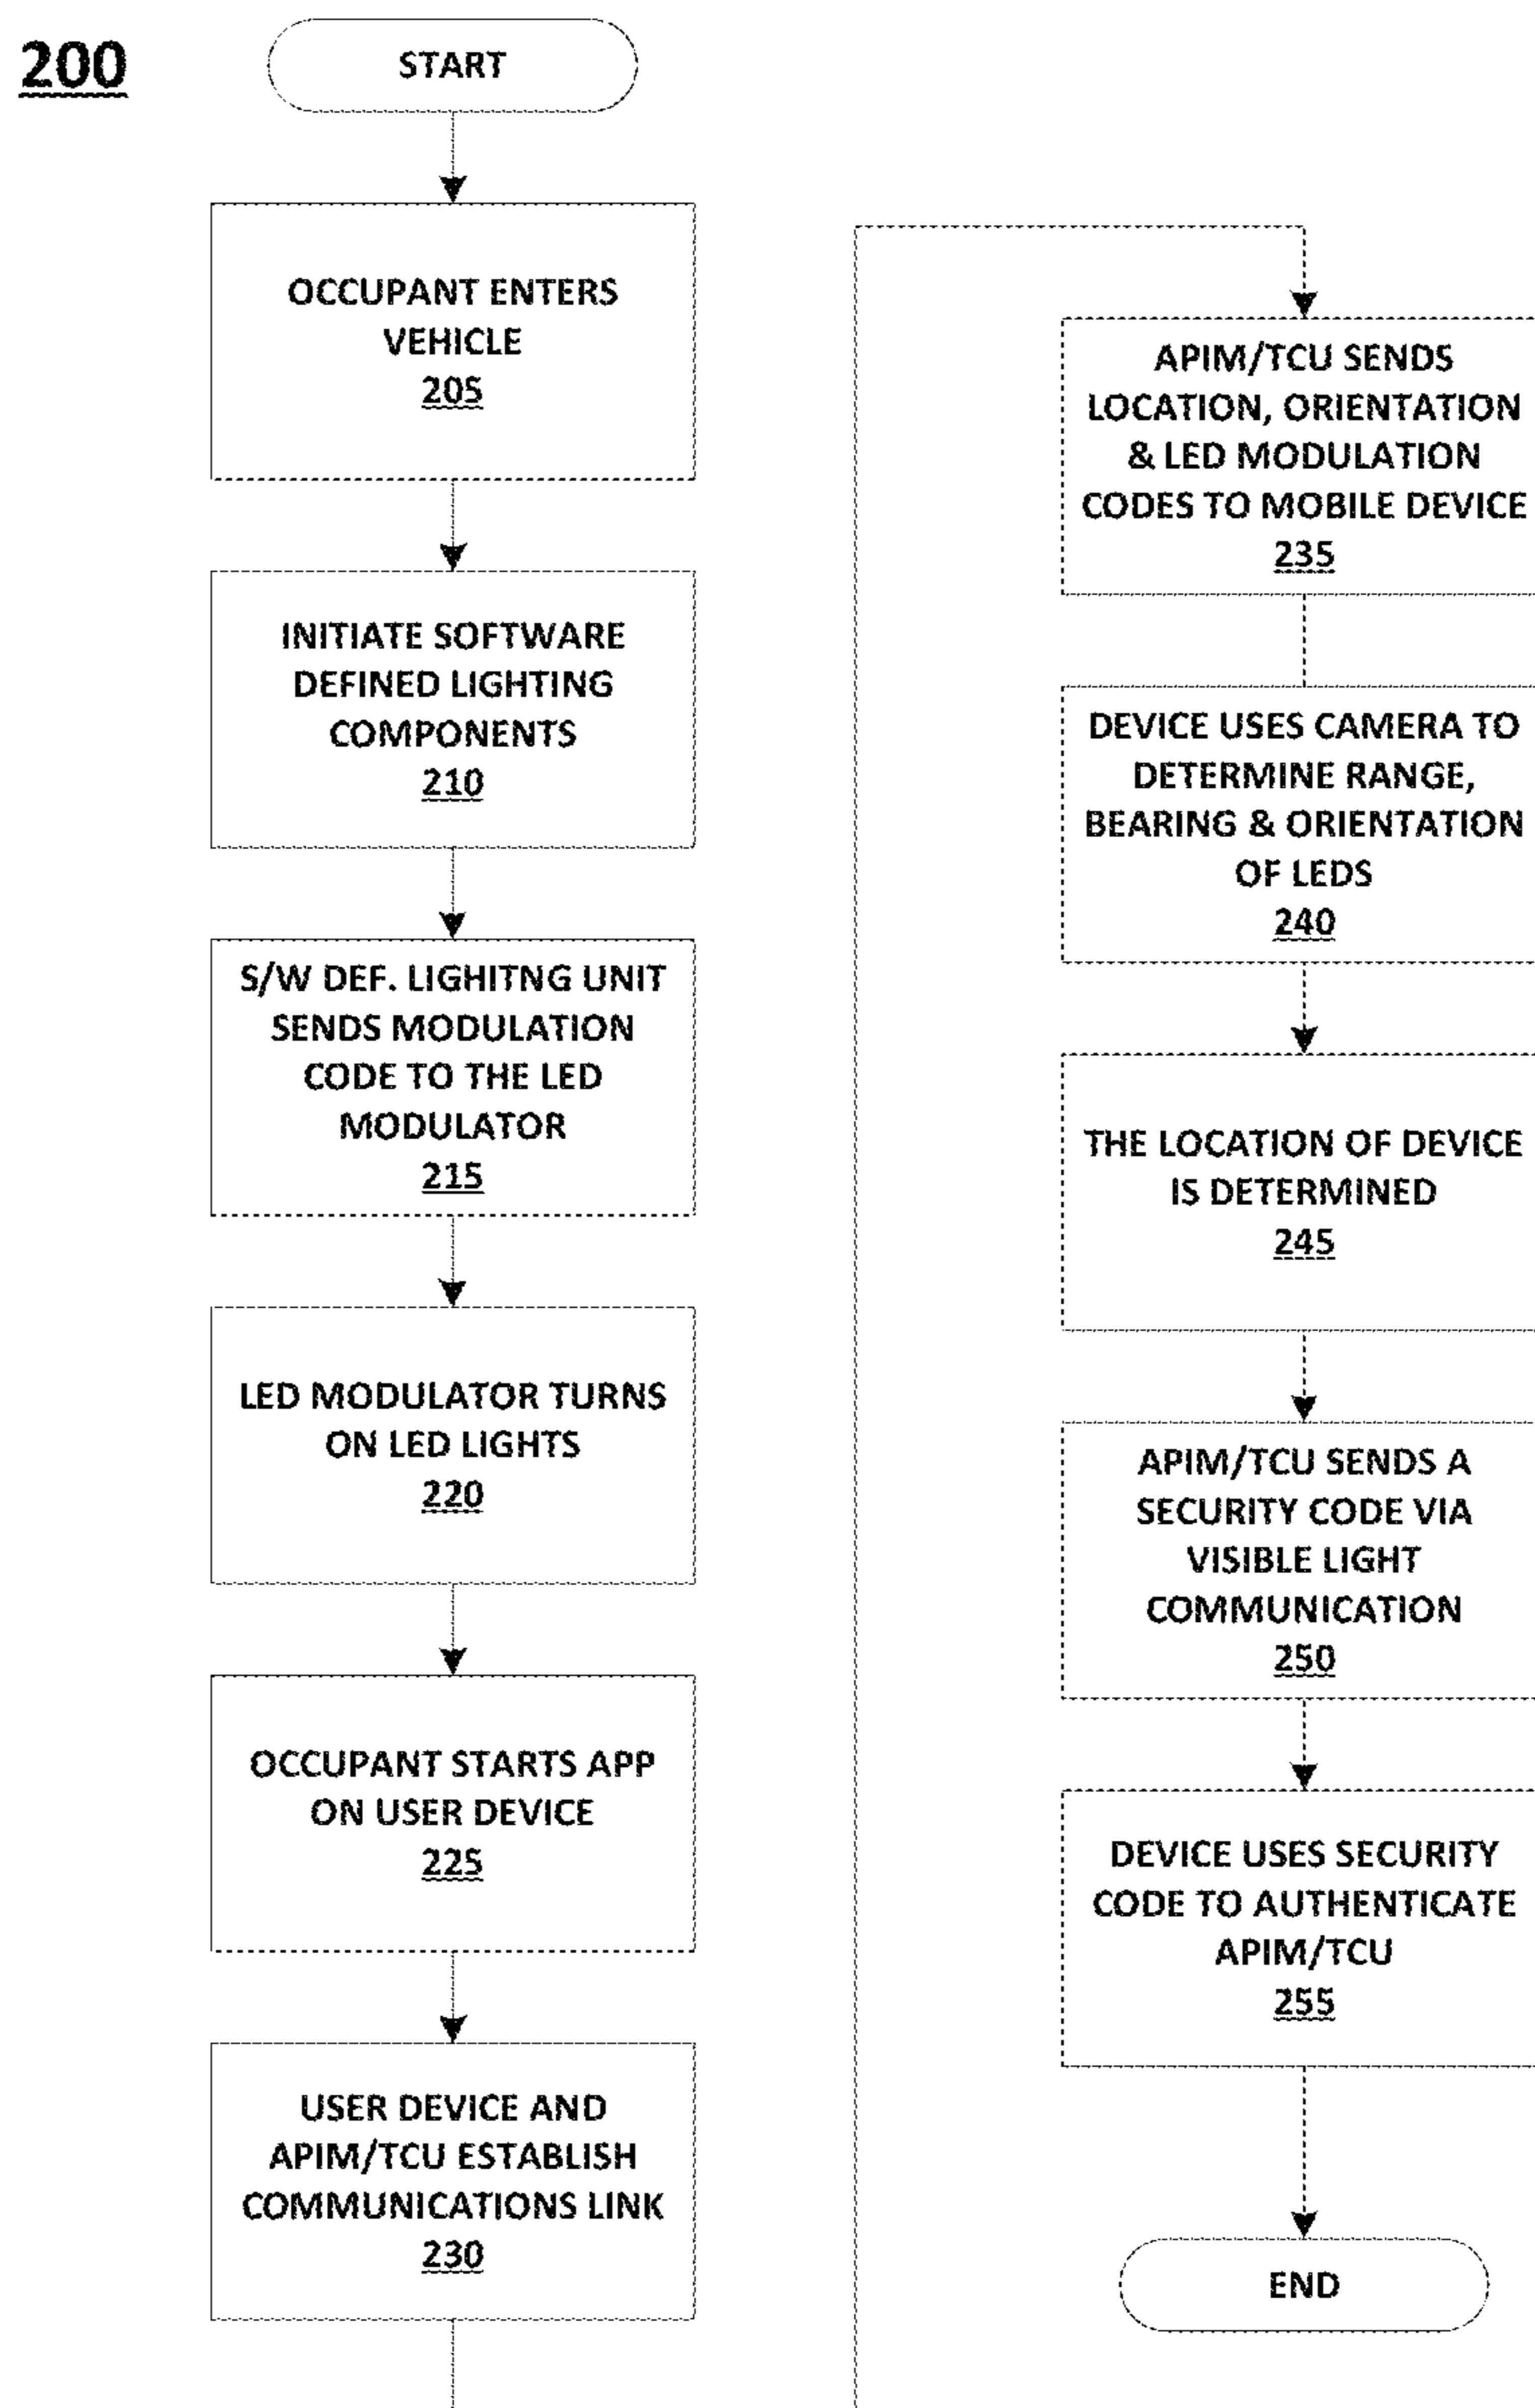 200
START
OCCUPANT ENTERS
VEHICLE
205
INITIATE SOFTWARE
DEFINED LIGHTING
COMPONENTS
210
S/W DEF. LIGHITNG UNIT
SENDS MODULATION
CODE TO THE LED
MODULATOR
215
LED MODULATOR TURNS
ON LED LIGHTS
220
OCCUPANT STARTS APP
ON USER DEVICE
225
USER DEVICE AND
APIM/TCU ESTABLISH
COMMUNICATIONS LINK
230
APIM/TCU SENDS
LOCATION, ORIENTATION
& LED MODULATION
CODES TO MOBILE DEVICE
235
DEVICE USES CAMERA TO
DETERMINE RANGE,
BEARING & ORIENTATION
OF LEDS
240
THE LOCATION OF DEVICE
IS DETERMINED
245
APIM/TCU SENDS A
SECURITY CODE VIA
VISIBLE LIGHT
COMMUNICATION
250
DEVICE USES SECURITY
CODE TO AUTHENTICATE
APIM/TCU
255
END